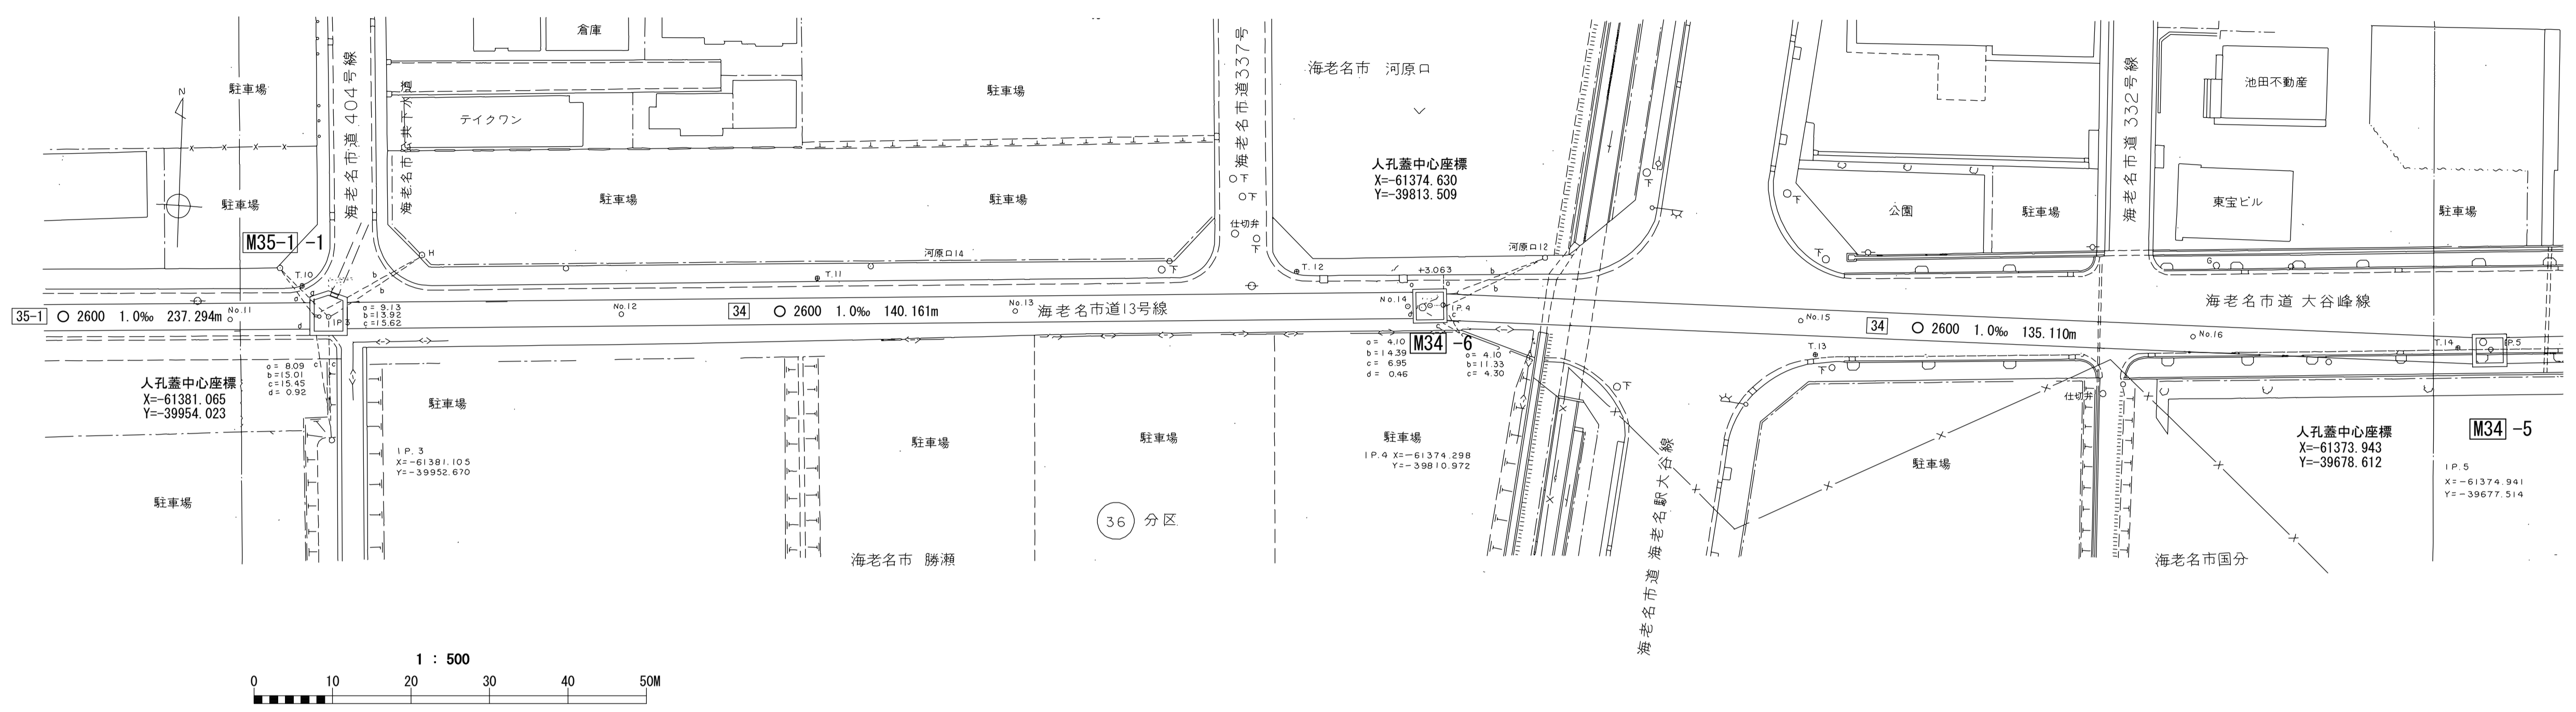 倉庫
駐車場
海老名市道 404号線
海老名市公共下水道
テイクワン
駐車場
海老名市道337号
海老名市 河原口
人孔蓋中心座標
X=-61374.630
Y=-39813.509
海老名市道 332号線
池田不動産
東宝ビル
駐車場
公園
駐車場
N
駐車場
駐車場
駐車場
下
下
仕切弁
下
下
下
下
下
M35-1 -1
T.10
H
河原口14
T.11
T.12
河原口12
+3.063
G
35-1 2600 1.0‰ 237.294m
No.11
a
a
b
b
d
IP.3
a= 9.13
b=13.92
c=15.62
No.12
34 2600 1.0‰ 140.161m
No.13
海老名市道13号線
No.14
IP.4
a
a
b
b
c
c
d
No.15
34 2600 1.0‰ 135.110m
海老名市道 大谷峰線
No.16
T.13
T.14
IP.5
M34 -6
a= 4.10
b=14.39
c= 6.95
d= 0.46
a= 4.10
b=11.33
c= 4.30
a= 8.09
b=15.01
c=15.45
d= 0.92
c
c
人孔蓋中心座標
X=-61381.065
Y=-39954.023
駐車場
下
下
仕切弁
IP.3
X=-61381.105
Y=-39952.670
駐車場
駐車場
駐車場
駐車場
IP.4 X=-61374.298
Y=-39810.972
駐車場
人孔蓋中心座標
X=-61373.943
Y=-39678.612
M34 -5
IP.5
X=-61374.941
Y=-39677.514
36 分区
海老名市 勝瀬
海老名市道 海老名駅大谷線
海老名市国分
1 : 500
0 10 20 30 40 50M